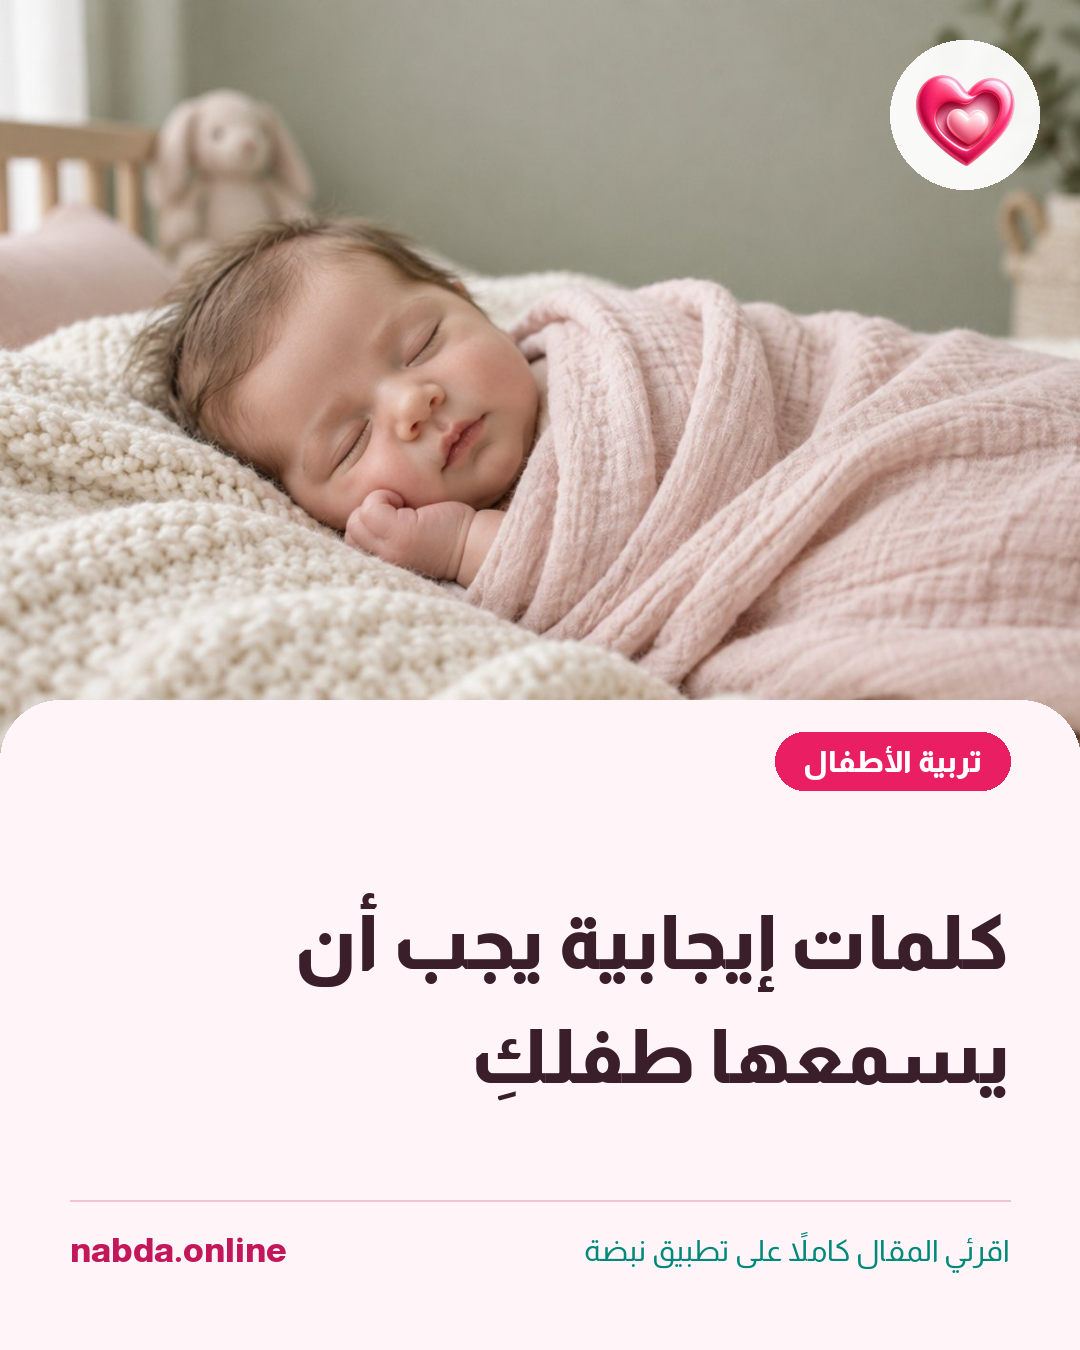 تربية الأطفال
كلمات إيجابية يجب أن
يسمعها طفلكِ
اقرئي المقال كاملًا على تطبيق نبضة
nabda.online